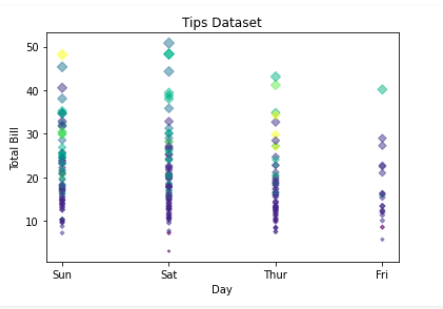 Tips Dataset
50
40
30
20
10
Total Bill
Sun Sat Thur Fri
Day